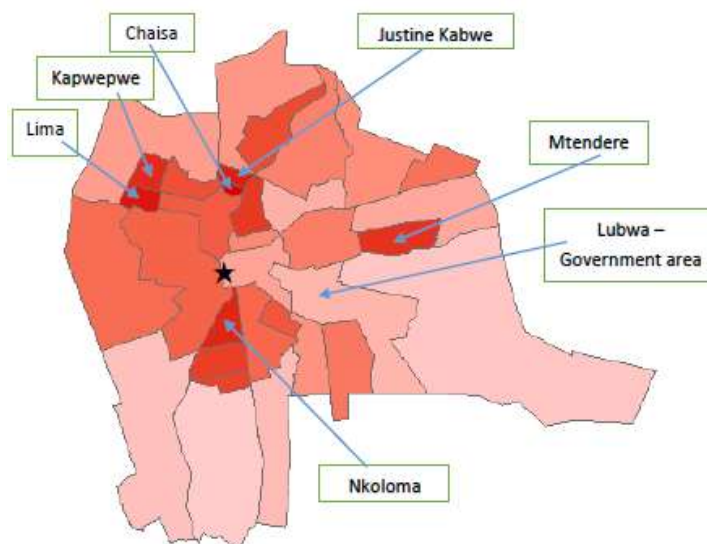 Chaisa
Justine Kabwe
Kapwepwe
Lima
Mtendere
Lubwa –
Government area
Nkoloma